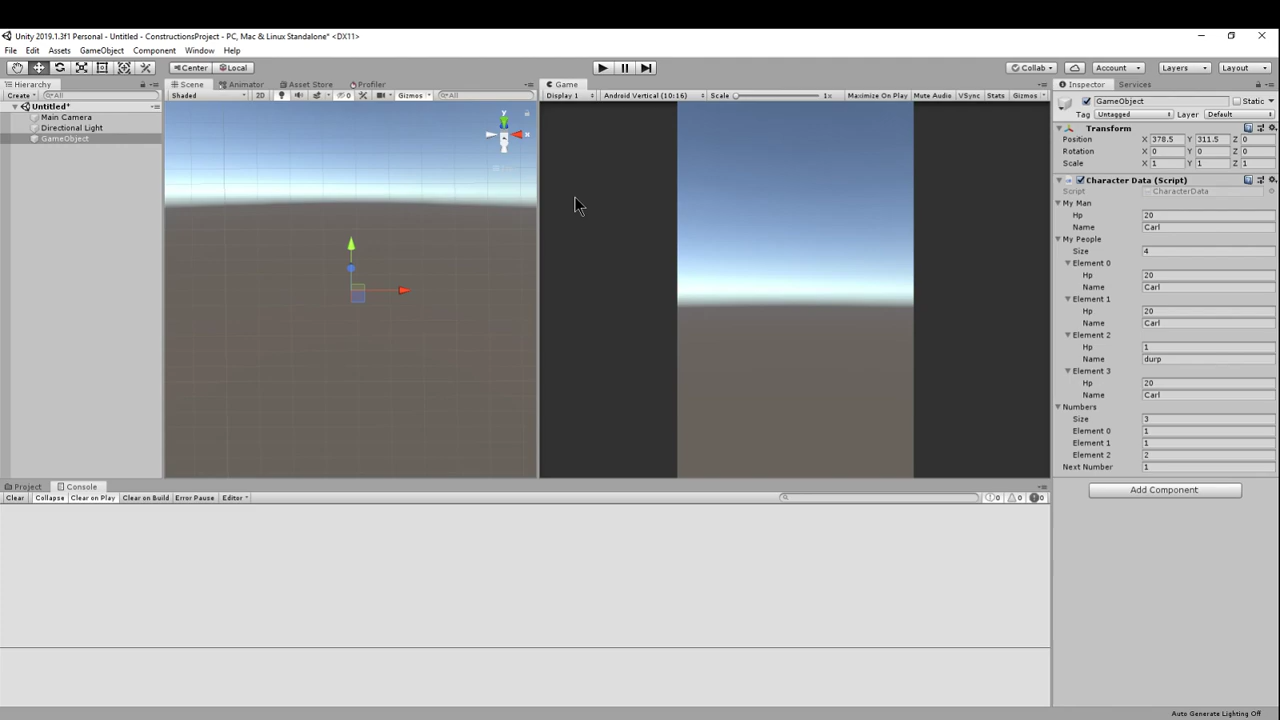 Unity 2019.1.3f1 Personal - Untitled - ConstructionsProject - PC, Mac & Linux Standalone* <DX11>
File Edit Assets GameObject Component Window Help
Center Local Collab Account Layers Layout
Hierarchy Scene Animator Asset Store Profiler Game Inspector Services
Create All Shaded 2D 0 Gizmos All Display 1 Android Vertical (10:16) Scale 1x Maximize On Play Mute Audio VSync Stats Gizmos GameObject Static
Untitled*
Tag Untagged Layer Default
Main Camera
Directional Light
GameObject
Transform
Position X 378.5 Y 311.5 Z 0
Rotation X 0 Y 0 Z 0
Scale X 1 Y 1 Z 1
Character Data (Script)
Script CharacterData
My Man
Hp 20
Name Carl
My People
Size 4
Element 0
Hp 20
Name Carl
Element 1
Hp 20
Name Carl
Element 2
Hp 1
Name durp
Element 3
Hp 20
Name Carl
Numbers
Size 3
Element 0 1
Element 1 1
Element 2 2
Next Number 1
Add Component
Project Console
Clear Collapse Clear on Play Clear on Build Error Pause Editor 0 0 0
Auto Generate Lighting Off